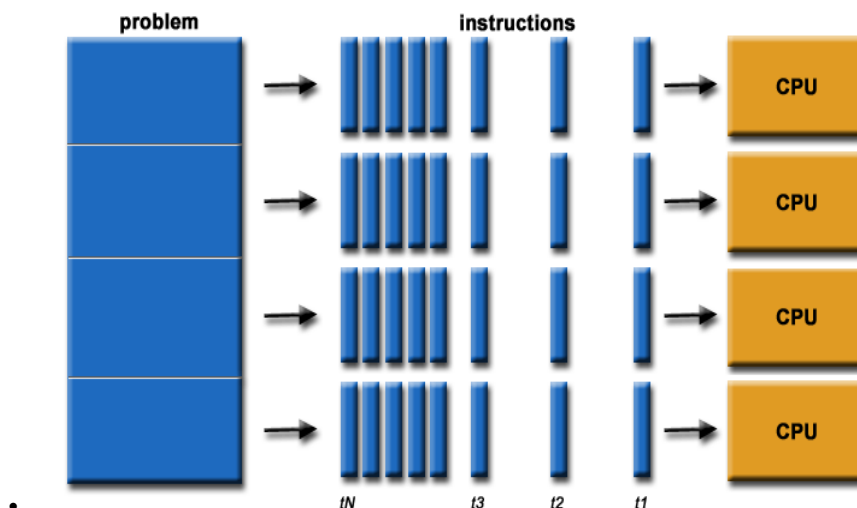 problem
instructions
CPU
CPU
CPU
CPU
tN t3 t2 t1